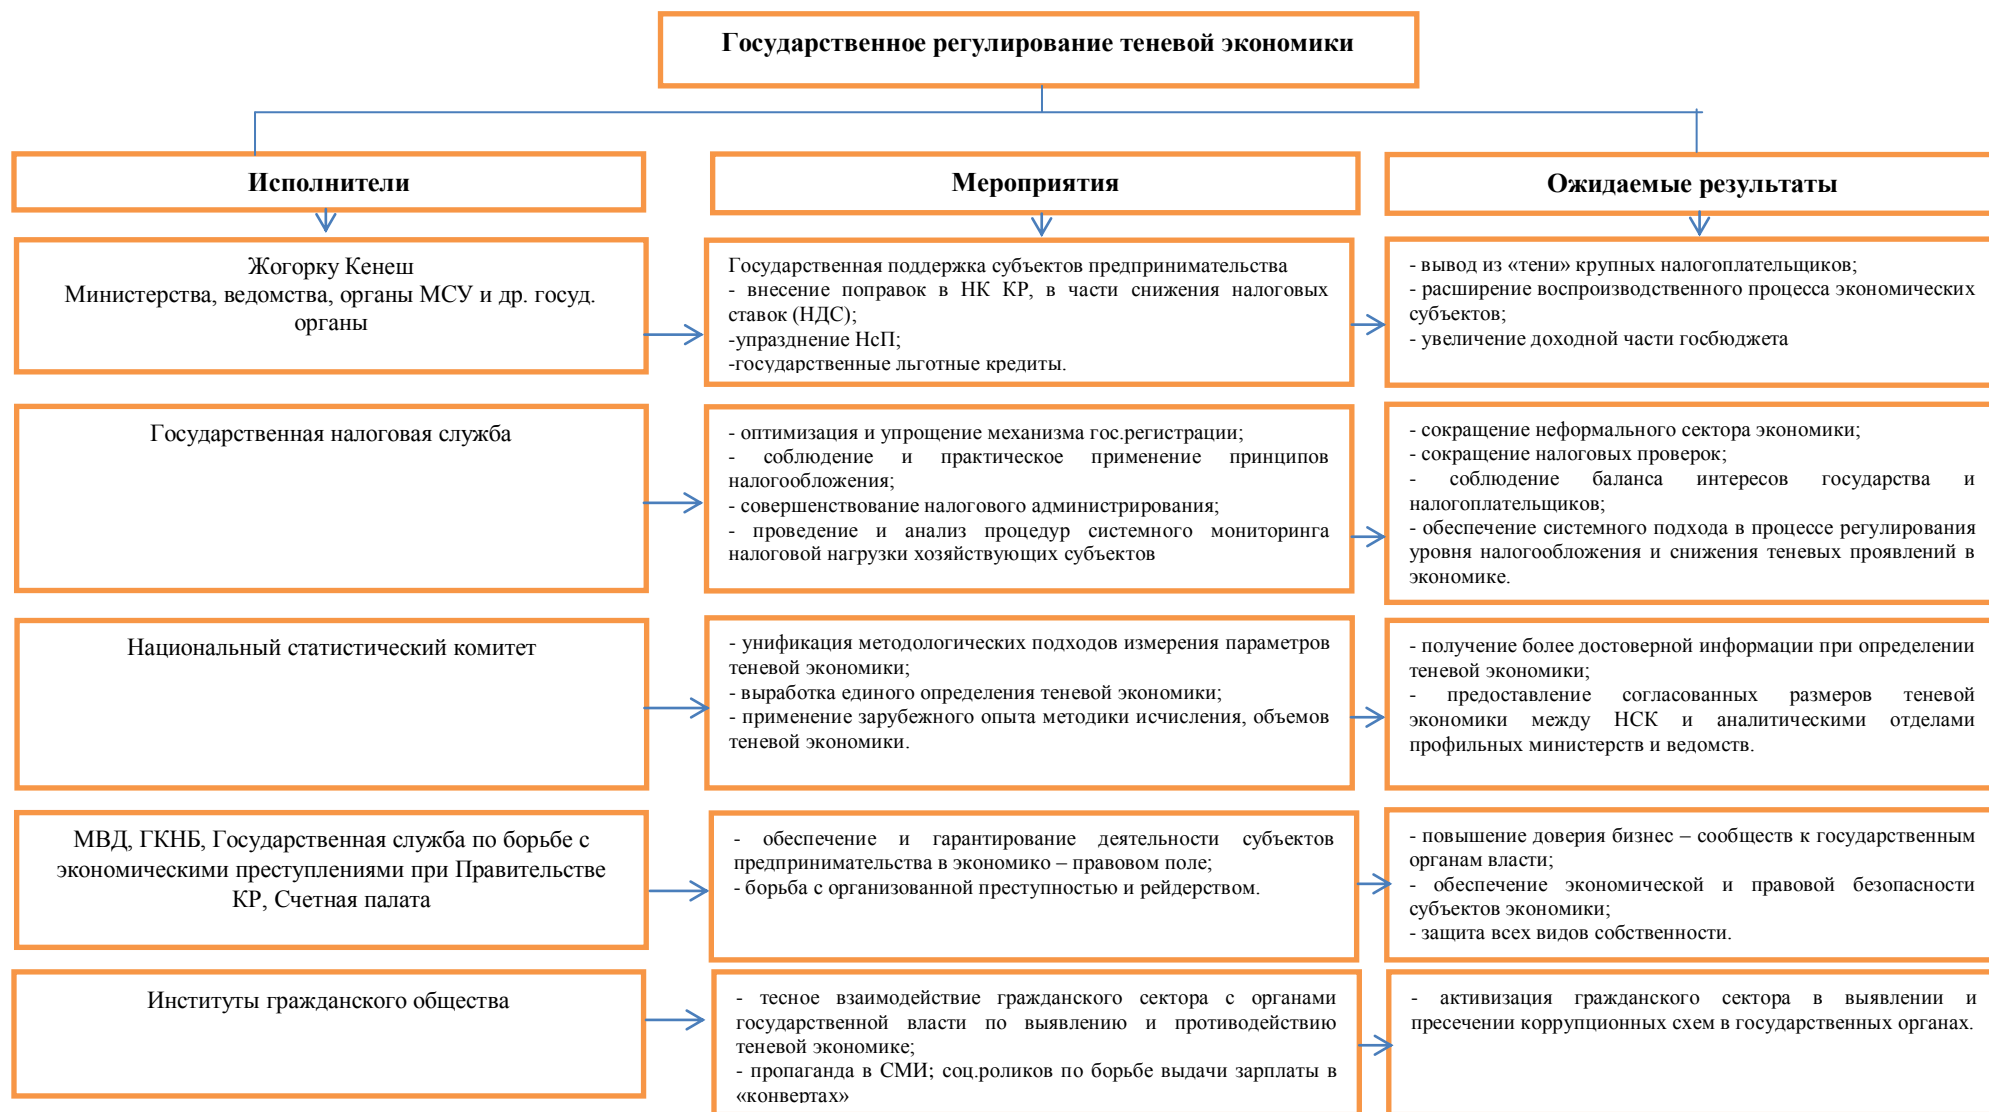 Государственное регулирование теневой экономики
Исполнители
Мероприятия
Ожидаемые результаты
Жогорку Кенеш
Министерства, ведомства, органы МСУ и др. госуд.
органы
Государственная поддержка субъектов предпринимательства
- внесение поправок в НК КР, в части снижения налоговых
ставок (НДС);
-упразднение НсП;
-государственные льготные кредиты.
- вывод из «тени» крупных налогоплательщиков;
- расширение воспроизводственного процесса экономических
субъектов;
- увеличение доходной части госбюджета
Государственная налоговая служба
- оптимизация и упрощение механизма гос.регистрации;
- соблюдение и практическое применение принципов
налогообложения;
- совершенствование налогового администрирования;
- проведение и анализ процедур системного мониторинга
налоговой нагрузки хозяйствующих субъектов
- сокращение неформального сектора экономики;
- сокращение налоговых проверок;
- соблюдение баланса интересов государства и
налогоплательщиков;
- обеспечение системного подхода в процессе регулирования
уровня налогообложения и снижения теневых проявлений в
экономике.
Национальный статистический комитет
- унификация методологических подходов измерения параметров
теневой экономики;
- выработка единого определения теневой экономики;
- применение зарубежного опыта методики исчисления, объемов
теневой экономики.
- получение более достоверной информации при определении
теневой экономики;
- предоставление согласованных размеров теневой
экономики между НСК и аналитическими отделами
профильных министерств и ведомств.
МВД, ГКНБ, Государственная служба по борьбе с
экономическими преступлениями при Правительстве
КР, Счетная палата
- обеспечение и гарантирование деятельности субъектов
предпринимательства в экономико – правовом поле;
- борьба с организованной преступностью и рейдерством.
- повышение доверия бизнес – сообществ к государственным
органам власти;
- обеспечение экономической и правовой безопасности
субъектов экономики;
- защита всех видов собственности.
Институты гражданского общества
- тесное взаимодействие гражданского сектора с органами
государственной власти по выявлению и противодействию
теневой экономике;
- пропаганда в СМИ; соц.роликов по борьбе выдачи зарплаты в
«конвертах»
- активизация гражданского сектора в выявлении и
пресечении коррупционных схем в государственных органах.